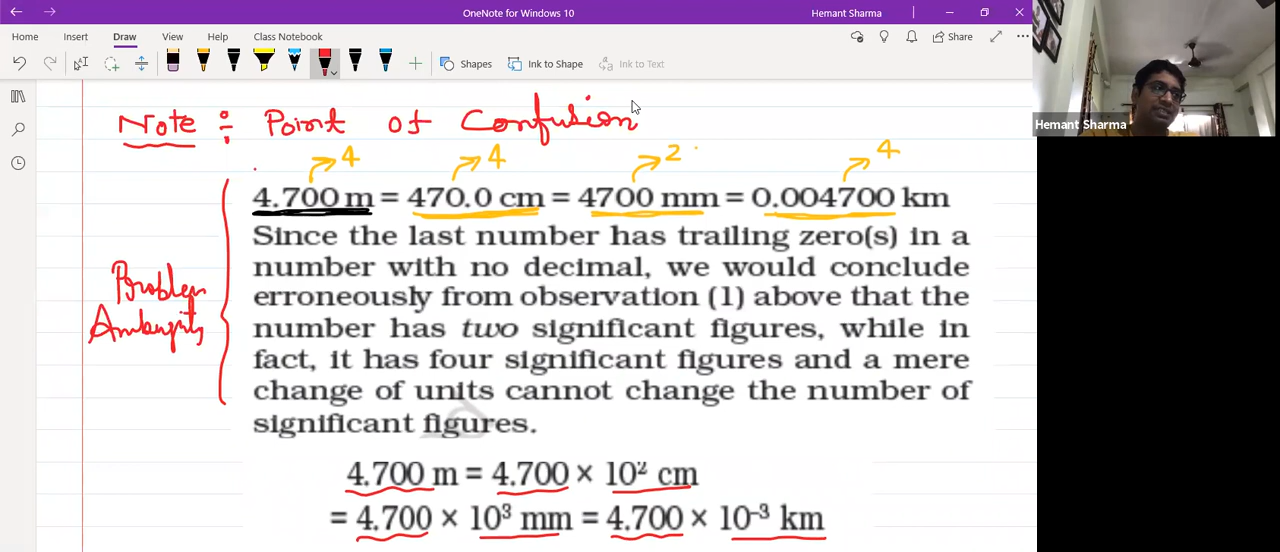 OneNote for Windows 10
Hemant Sharma
Home Insert Draw View Help Class Notebook Share
Shapes Ink to Shape Ink to Text
Note : Point of Confusion
4 4 2 4
4.700 m = 470.0 cm = 4700 mm = 0.004700 km
Since the last number has trailing zero(s) in a
number with no decimal, we would conclude
erroneously from observation (1) above that the
number has two significant figures, while in
fact, it has four significant figures and a mere
change of units cannot change the number of
significant figures.
Problem
4.700 m = 4.700 × 10² cm
= 4.700 × 10³ mm = 4.700 × 10⁻³ km
Hemant Sharma